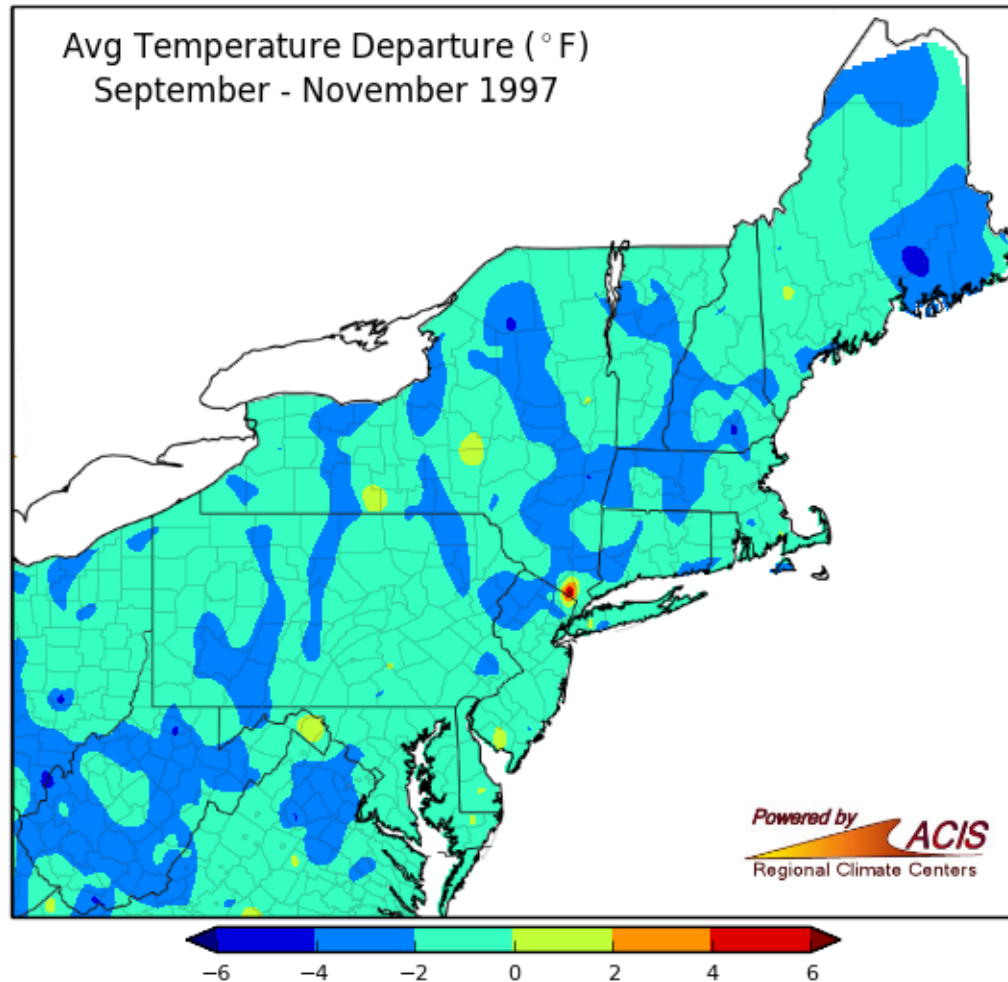 Avg Temperature Departure (°F)
September - November 1997
Powered by
ACIS
Regional Climate Centers
−6 −4 −2 0 2 4 6